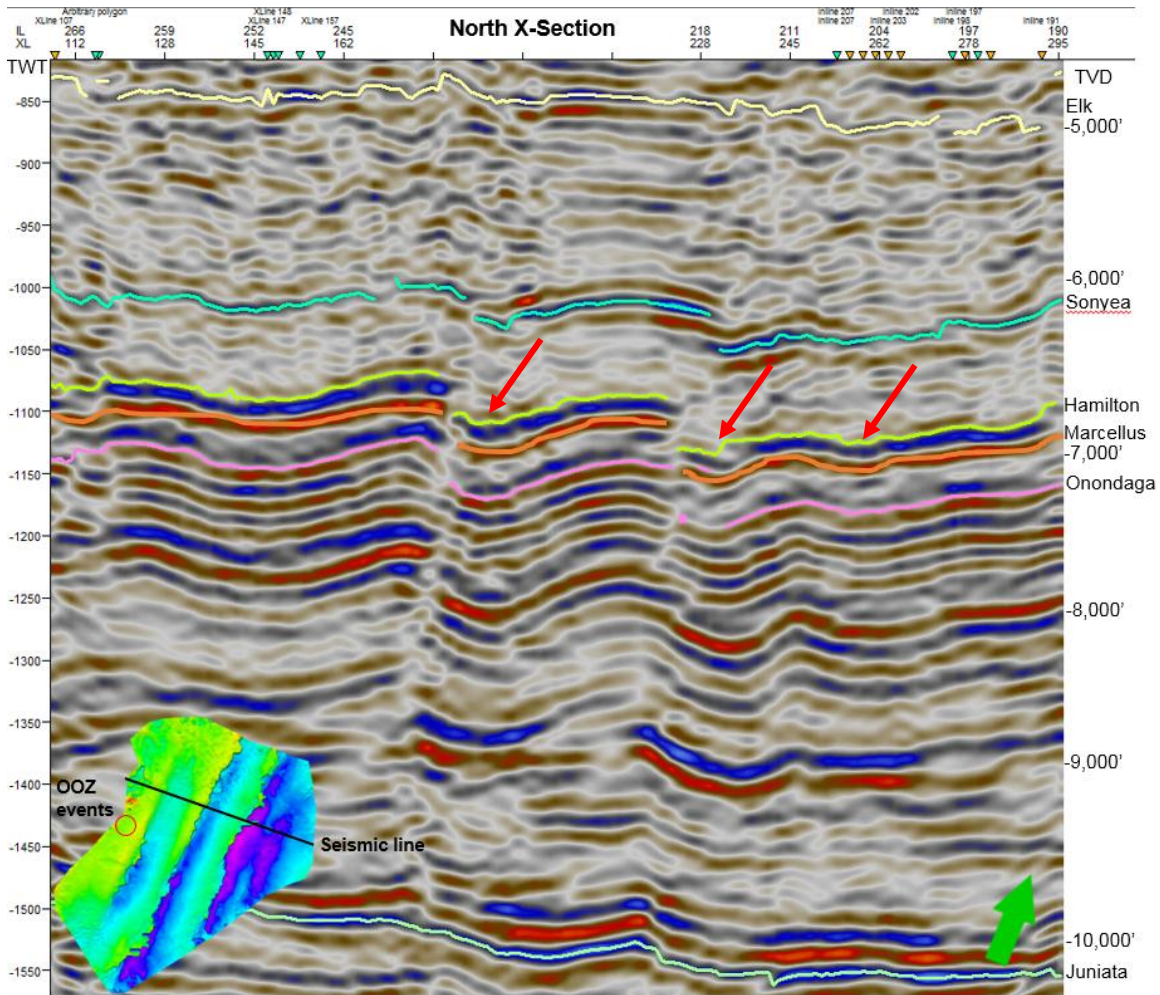 North X-Section
Arbitrary polygon
XLine 107
XLine 148
XLine 147 XLine 157
Inline 207
Inline 207
Inline 202
Inline 203
Inline 197
Inline 198
Inline 191
IL 266 259 252 245 218 211 204 197 190
XL 112 128 145 162 228 245 264 278 295
TWT
TVD
Elk
-850
-5,000'
-900
-950
-6,000'
-1000
Sonyea
-1050
Hamilton
-1100
Marcellus
-7,000'
-1150
Onondaga
-1200
-1250
-8,000'
-1300
-1350
-9,000'
-1400
OOZ
events
Seismic line
-1450
-1500
-10,000'
-1550
Juniata